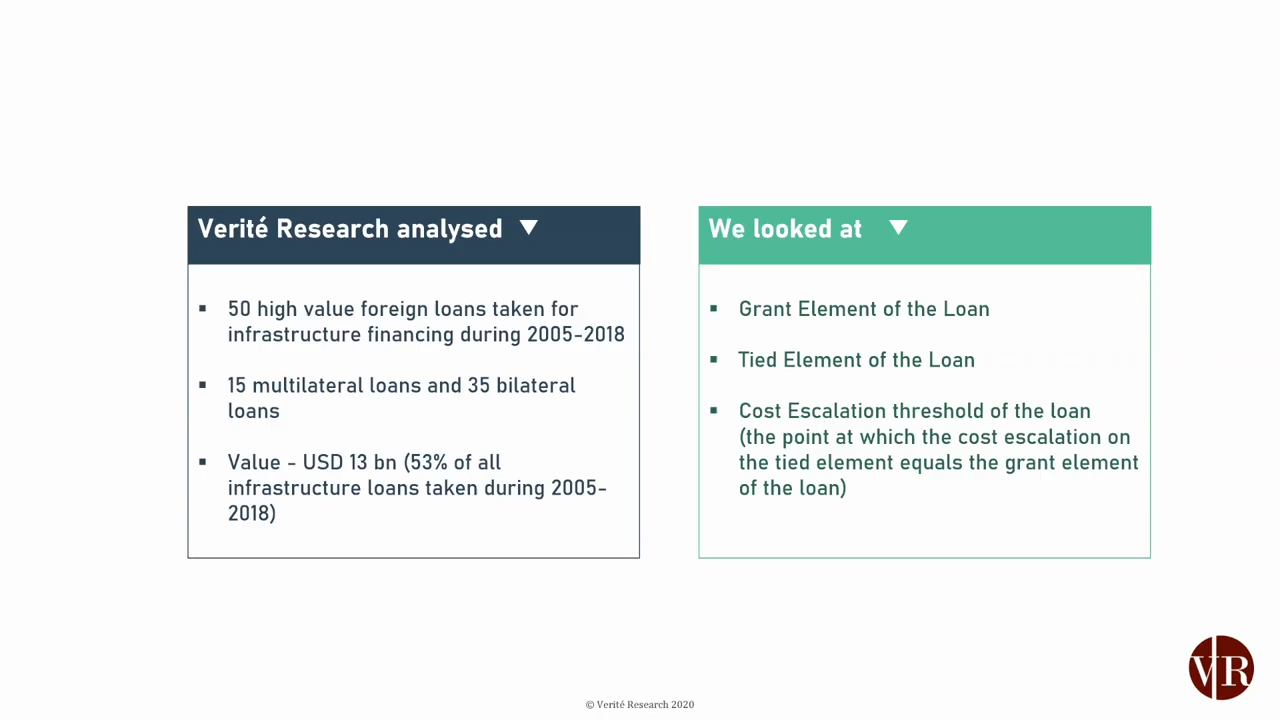 Verité Research analysed
▪ 50 high value foreign loans taken for
infrastructure financing during 2005-2018
▪ 15 multilateral loans and 35 bilateral
loans
▪ Value - USD 13 bn (53% of all
infrastructure loans taken during 2005-
2018)
We looked at
▪ Grant Element of the Loan
▪ Tied Element of the Loan
▪ Cost Escalation threshold of the loan
(the point at which the cost escalation on
the tied element equals the grant element
of the loan)
VR
© Verité Research 2020